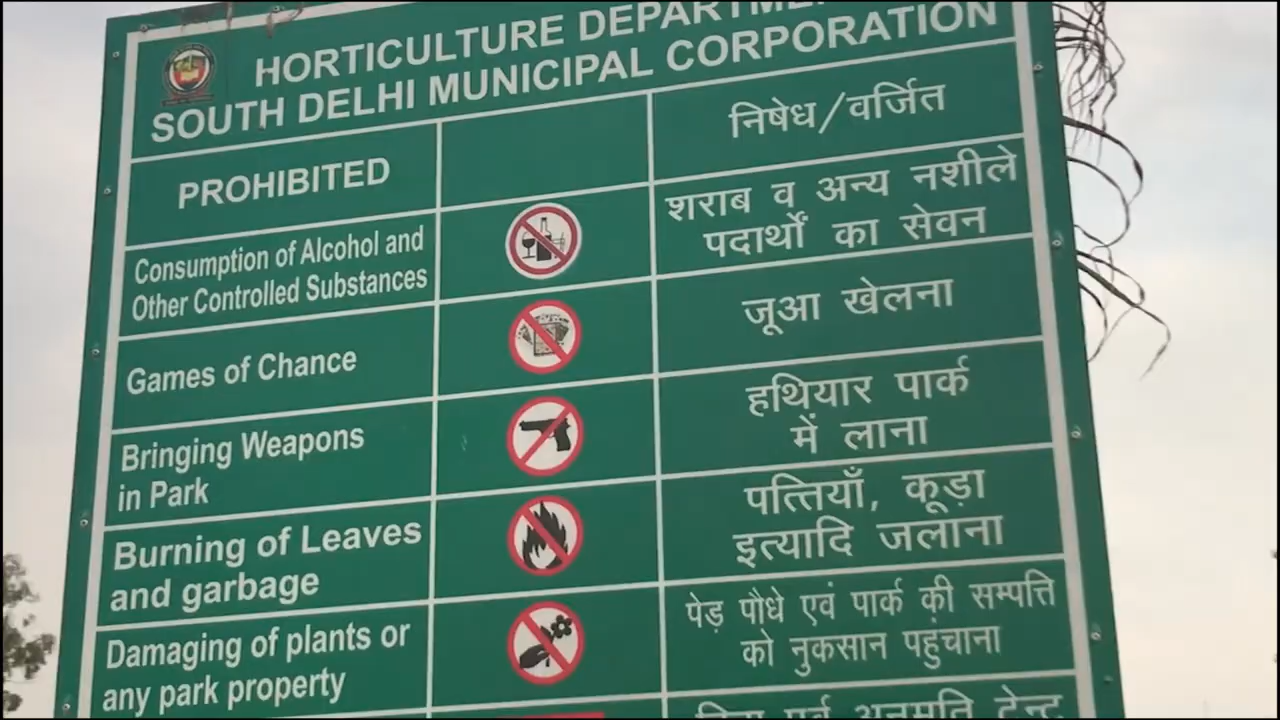 HORTICULTURE
SOUTH DELHI MUNICIPAL CORPORATION
PROHIBITED
निषेध/वर्जित
Consumption of Alcohol and
Other Controlled Substances
शराब व अन्य नशीले
पदार्थों का सेवन
Games of Chance
जूआ खेलना
Bringing Weapons
in Park
हथियार पार्क
में लाना
Burning of Leaves
and garbage
पत्तियाँ, कूड़ा
इत्यादि जलाना
Damaging of plants or
any park property
पेड़ पौधे एवं पार्क की सम्पत्ति
को नुकसान पहुंचाना